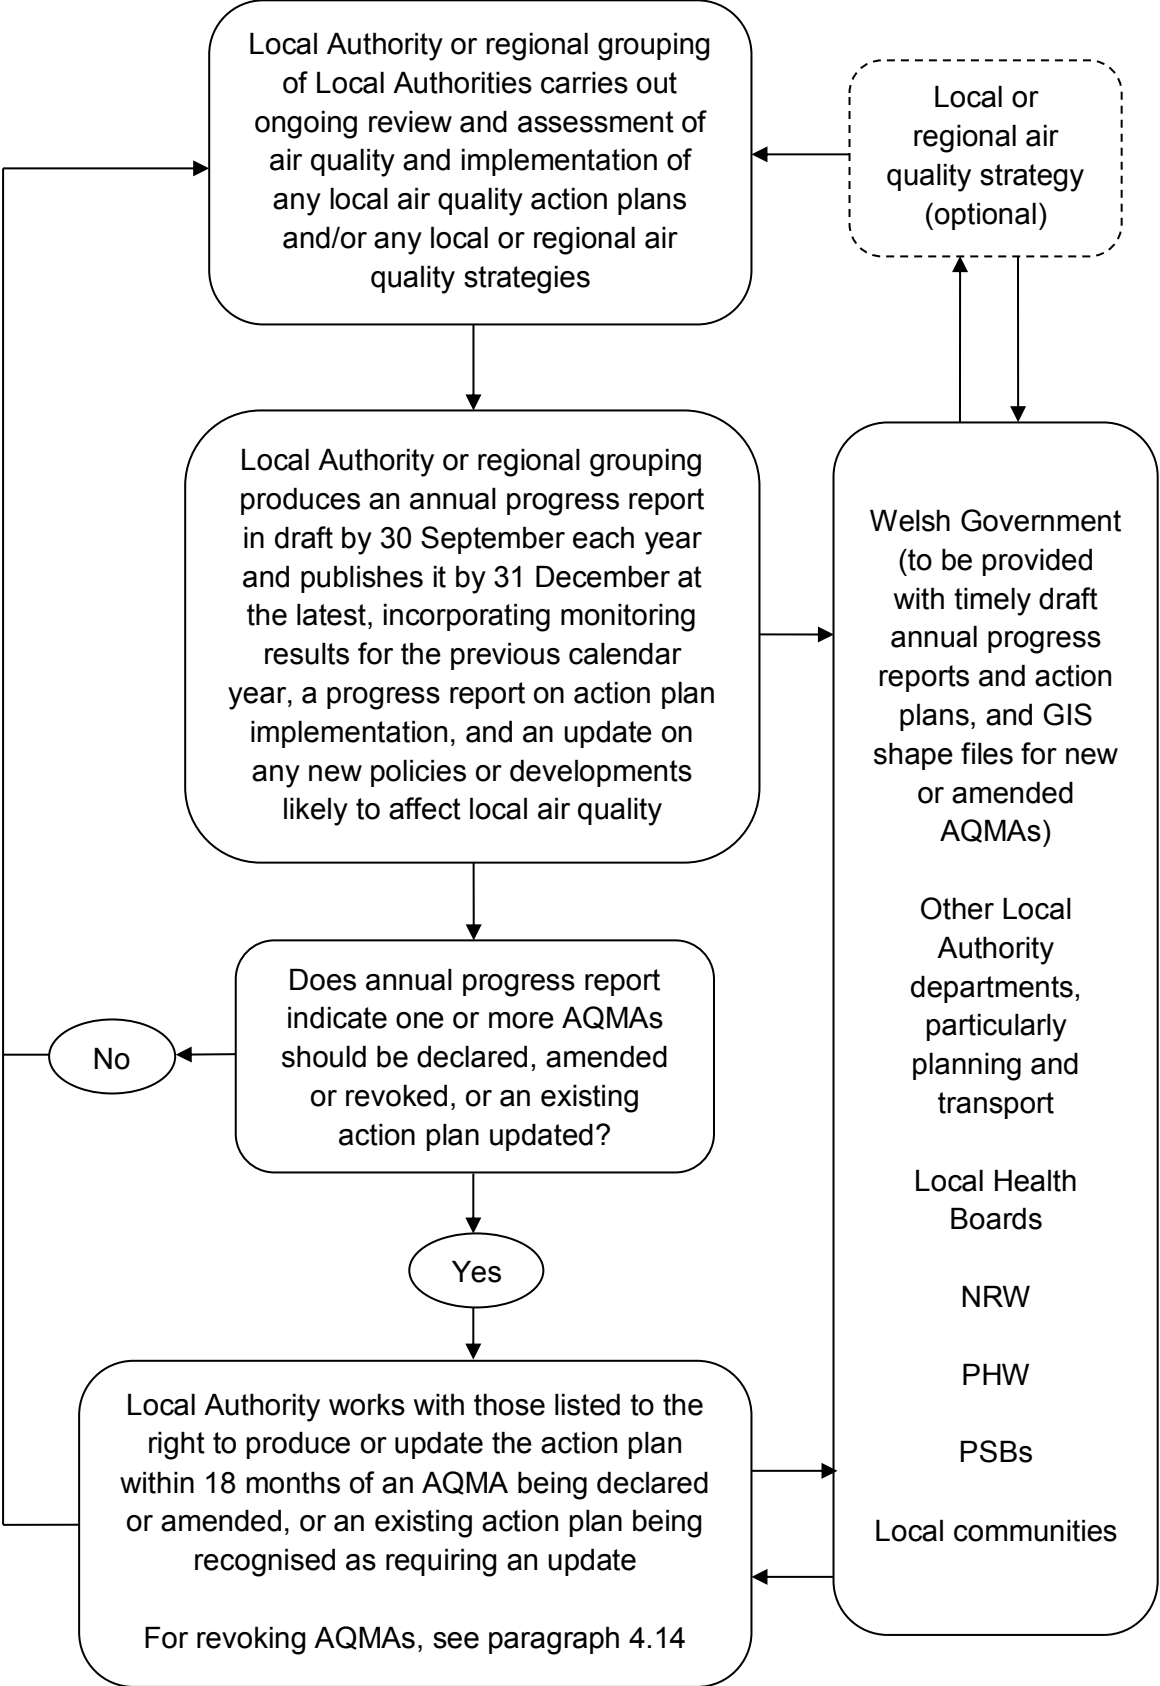 Local Authority or regional grouping
of Local Authorities carries out
ongoing review and assessment of
air quality and implementation of
any local air quality action plans
and/or any local or regional air
quality strategies
Local or
regional air
quality strategy
(optional)
Local Authority or regional grouping
produces an annual progress report
in draft by 30 September each year
and publishes it by 31 December at
the latest, incorporating monitoring
results for the previous calendar
year, a progress report on action plan
implementation, and an update on
any new policies or developments
likely to affect local air quality
Welsh Government
(to be provided
with timely draft
annual progress
reports and action
plans, and GIS
shape files for new
or amended
AQMAs)
Other Local
Authority
departments,
particularly
planning and
transport
Local Health
Boards
NRW
PHW
PSBs
Local communities
Does annual progress report
indicate one or more AQMAs
should be declared, amended
or revoked, or an existing
action plan updated?
No
Yes
Local Authority works with those listed to the
right to produce or update the action plan
within 18 months of an AQMA being declared
or amended, or an existing action plan being
recognised as requiring an update
For revoking AQMAs, see paragraph 4.14